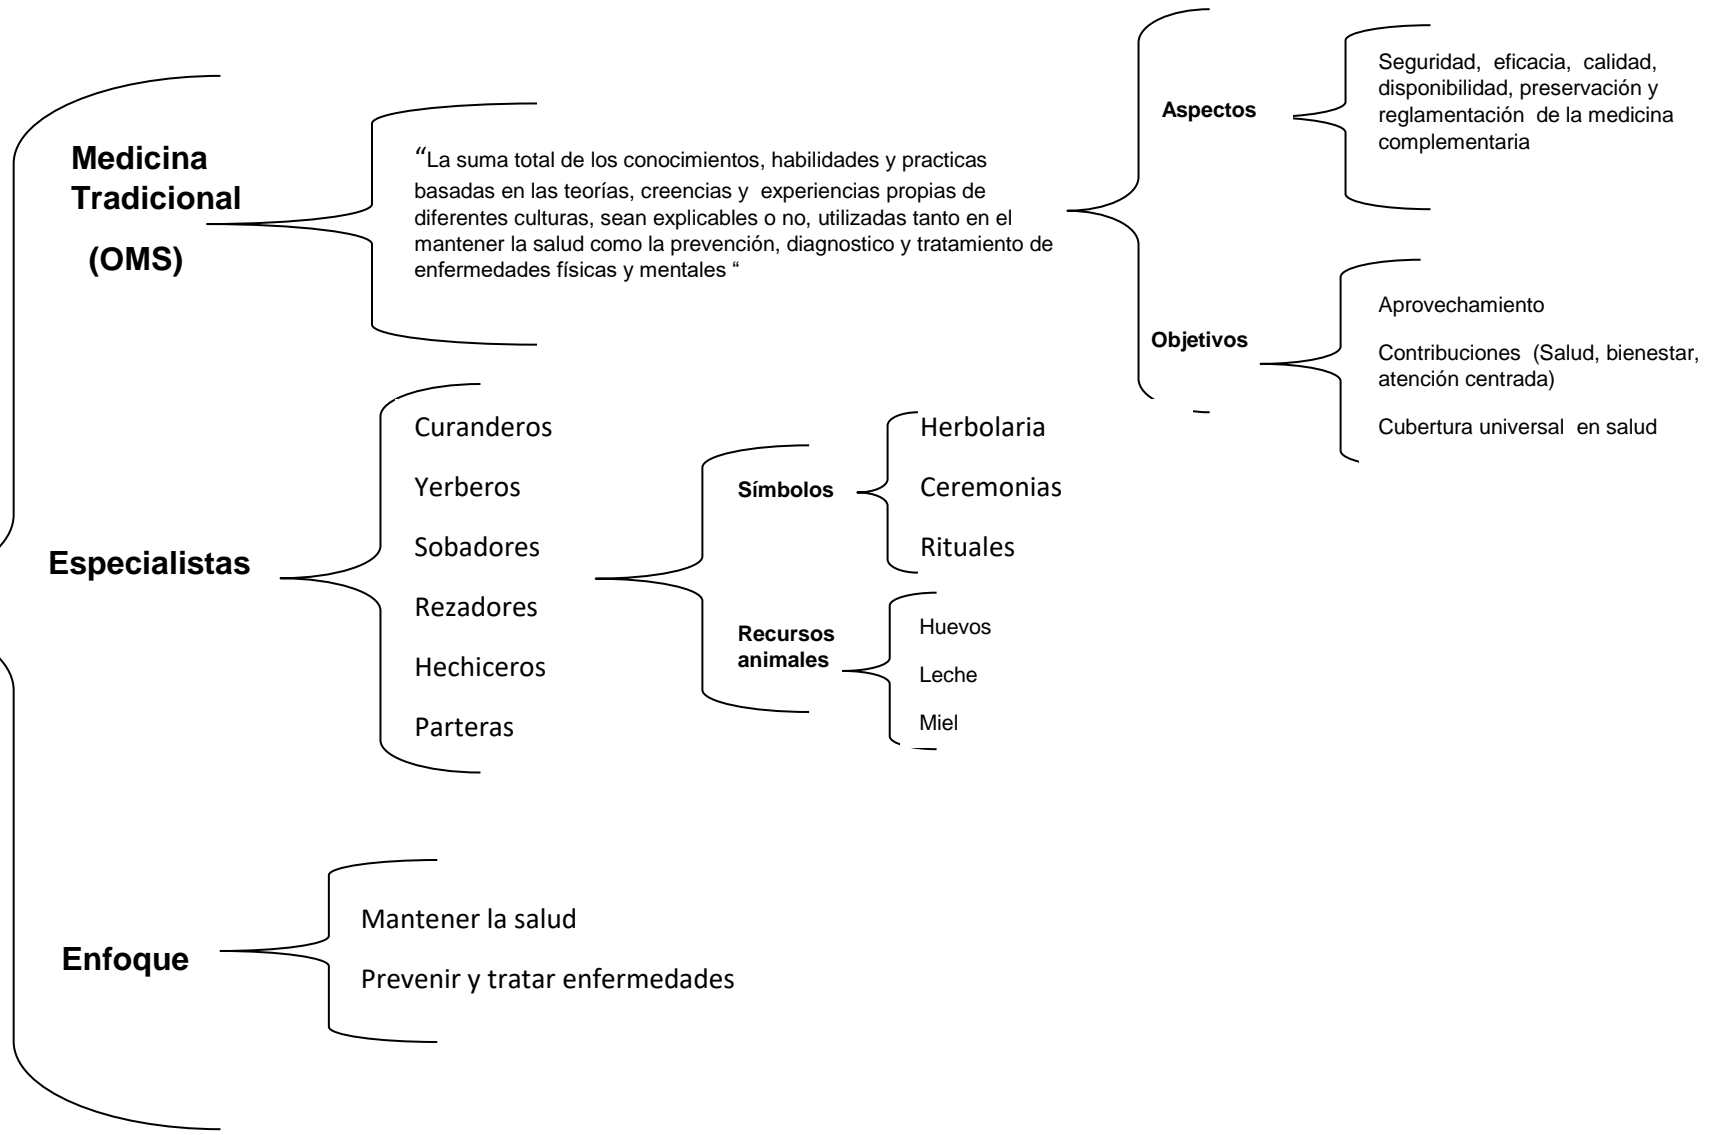 Medicina
Tradicional
(OMS)
“La suma total de los conocimientos, habilidades y practicas
basadas en las teorías, creencias y experiencias propias de
diferentes culturas, sean explicables o no, utilizadas tanto en el
mantener la salud como la prevención, diagnostico y tratamiento de
enfermedades físicas y mentales “
Aspectos
Seguridad, eficacia, calidad,
disponibilidad, preservación y
reglamentación de la medicina
complementaria
Objetivos
Aprovechamiento
Contribuciones (Salud, bienestar,
atención centrada)
Cubertura universal en salud
Especialistas
Curanderos
Yerberos
Sobadores
Rezadores
Hechiceros
Parteras
Símbolos
Herbolaria
Ceremonias
Rituales
Recursos
animales
Huevos
Leche
Miel
Enfoque
Mantener la salud
Prevenir y tratar enfermedades